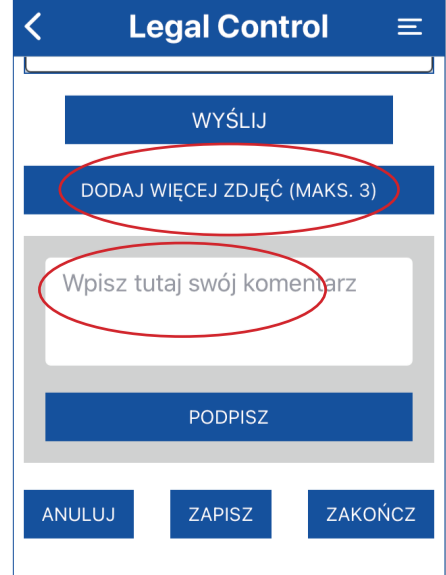 Legal Control
WYŚLIJ
DODAJ WIĘCEJ ZDJĘĆ (MAKS. 3)
Wpisz tutaj swój komentarz
PODPISZ
ANULUJ ZAPISZ ZAKOŃCZ